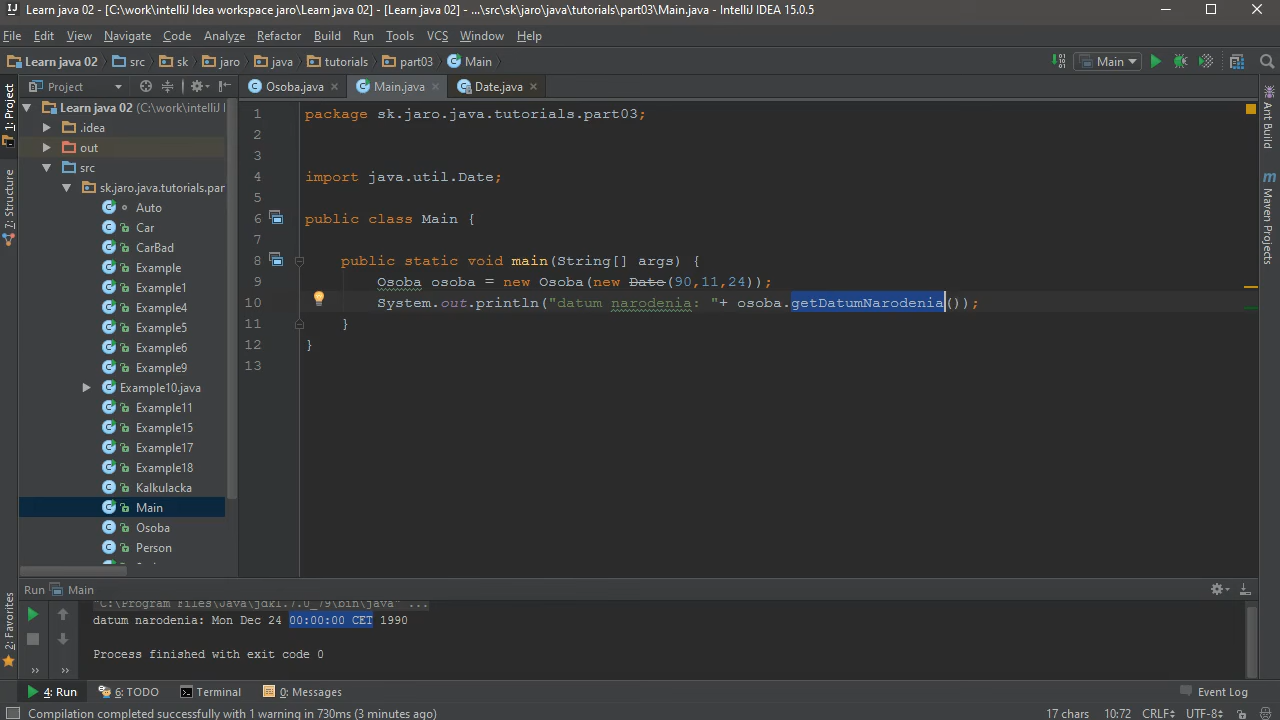 Learn java 02 - [C:\work\intelliJ Idea workspace jaro\Learn java 02] - [Learn java 02] - ...\src\sk\jaro\java\tutorials\part03\Main.java - IntelliJ IDEA 15.0.5
File Edit View Navigate Code Analyze Refactor Build Run Tools VCS Window Help
Learn java 02 src sk jaro java tutorials part03 Main Main
Project Osoba.java Main.java Date.java
1: Project
7: Structure
2: Favorites
Ant Build
Maven Projects
Learn java 02 (C:\work\intelliJ I
.idea
out
src
sk.jaro.java.tutorials.par
Auto
Car
CarBad
Example
Example1
Example4
Example5
Example6
Example9
Example10.java
Example11
Example15
Example17
Example18
Kalkulacka
Main
Osoba
Person
1 package sk.jaro.java.tutorials.part03;
2
3
4 import java.util.Date;
5
6 public class Main {
7
8 public static void main(String[] args) {
9 Osoba osoba = new Osoba(new Date(90,11,24));
10 System.out.println("datum narodenia: "+ osoba.getDatumNarodenia());
11 }
12 }
13
Run Main
"C:\Program Files\Java\jdk1.7.0_79\bin\java" ...
datum narodenia: Mon Dec 24 00:00:00 CET 1990
Process finished with exit code 0
4: Run 6: TODO Terminal 0: Messages Event Log
Compilation completed successfully with 1 warning in 730ms (3 minutes ago) 17 chars 10:72 CRLF UTF-8